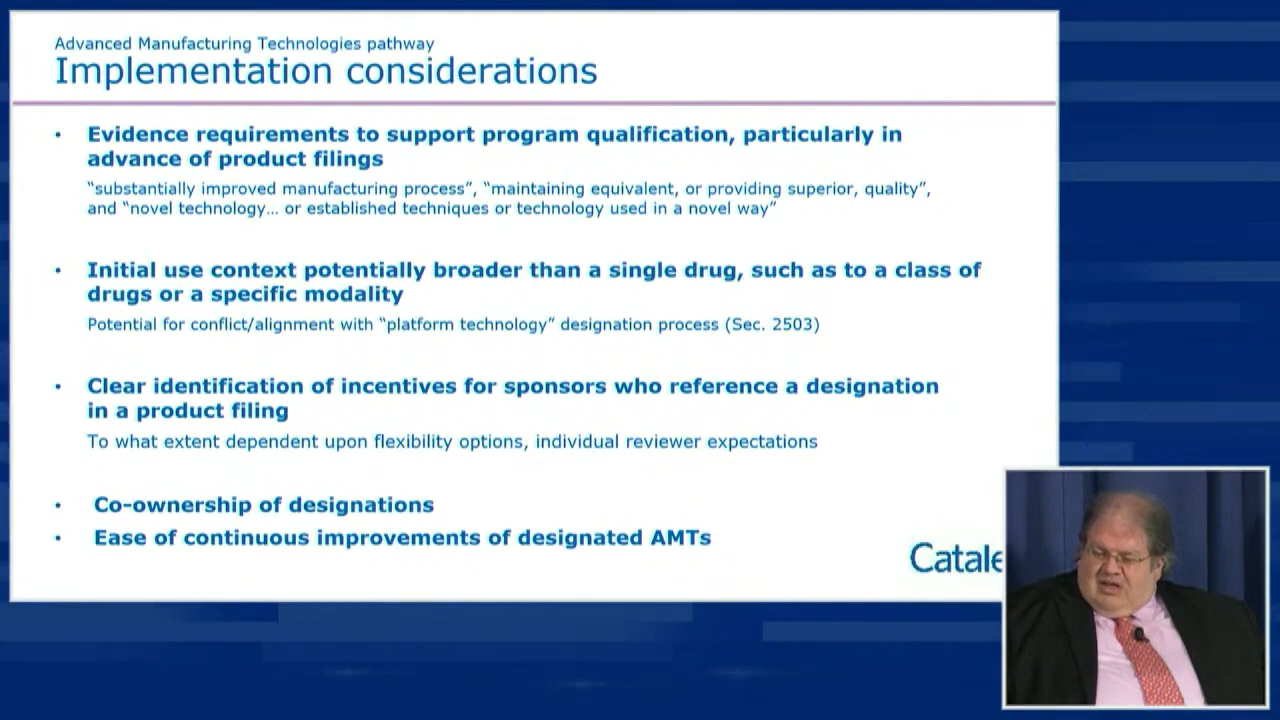 Advanced Manufacturing Technologies pathway
Implementation considerations
• Evidence requirements to support program qualification, particularly in
advance of product filings
“substantially improved manufacturing process”, “maintaining equivalent, or providing superior, quality”,
and “novel technology... or established techniques or technology used in a novel way”
• Initial use context potentially broader than a single drug, such as to a class of
drugs or a specific modality
Potential for conflict/alignment with “platform technology” designation process (Sec. 2503)
• Clear identification of incentives for sponsors who reference a designation
in a product filing
To what extent dependent upon flexibility options, individual reviewer expectations
• Co-ownership of designations
• Ease of continuous improvements of designated AMTs
Catale